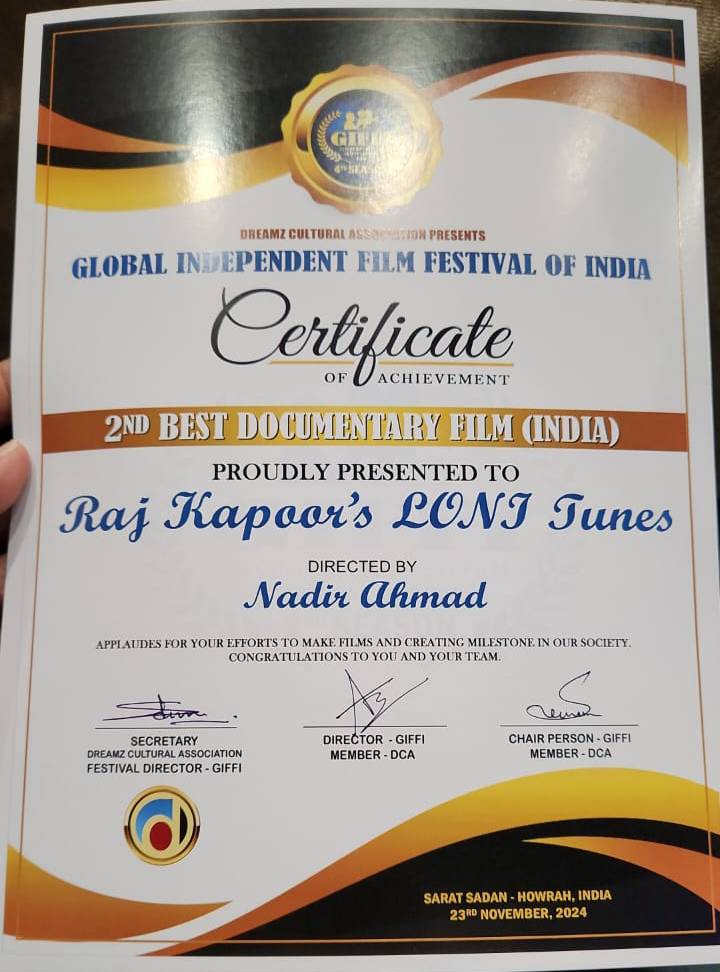 GIFFI
4TH SEASON
DREAMZ CULTURAL ASSOCIATION PRESENTS
GLOBAL INDEPENDENT FILM FESTIVAL OF INDIA
Certificate
OF ACHIEVEMENT
2ND BEST DOCUMENTARY FILM (INDIA)
PROUDLY PRESENTED TO
Raj Kapoor's LONI Tunes
DIRECTED BY
Nadir Ahmad
APPLAUDES FOR YOUR EFFORTS TO MAKE FILMS AND CREATING MILESTONE IN OUR SOCIETY.
CONGRATULATIONS TO YOU AND YOUR TEAM.
SECRETARY
DREAMZ CULTURAL ASSOCIATION
FESTIVAL DIRECTOR - GIFFI
DIRECTOR - GIFFI
MEMBER - DCA
CHAIR PERSON - GIFFI
MEMBER - DCA
SARAT SADAN - HOWRAH, INDIA
23RD NOVEMBER, 2024